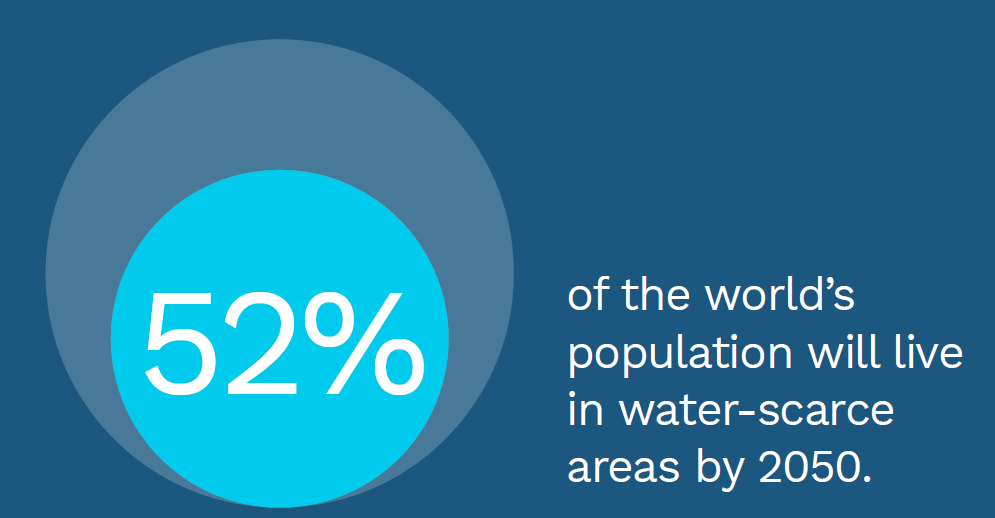 52%
of the world’s
population will live
in water-scarce
areas by 2050.